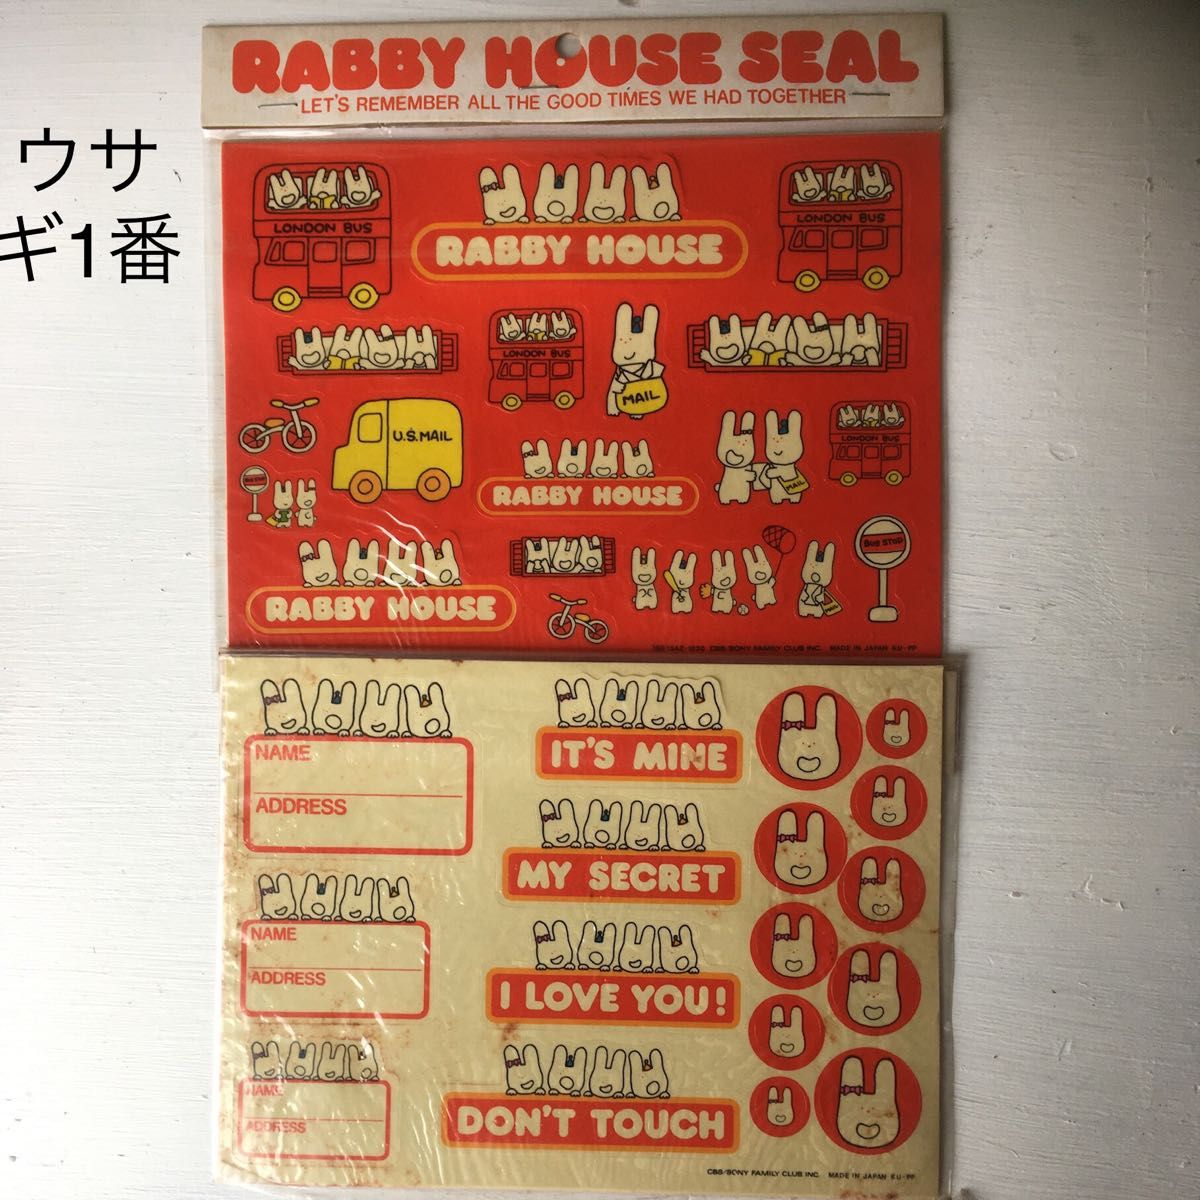 RABBY HOUSE SEAL
LET'S REMEMBER ALL THE GOOD TIMES WE HAD TOGETHER
ウサ
ギ1番
LONDON BUS
RABBY HOUSE
LONDON BUS
LONDON BUS
MAIL
U.S.MAIL
LONDON BUS
BUS STOP
RABBY HOUSE
MAIL
RABBY HOUSE
MAIL
BUS STOP
CBS/SONY FAMILY CLUB INC. MADE IN JAPAN K.U-PP
NAME
ADDRESS
IT'S MINE
MY SECRET
NAME
ADDRESS
I LOVE YOU!
NAME
ADDRESS
DON'T TOUCH
CBS/SONY FAMILY CLUB INC. MADE IN JAPAN K.U-PP